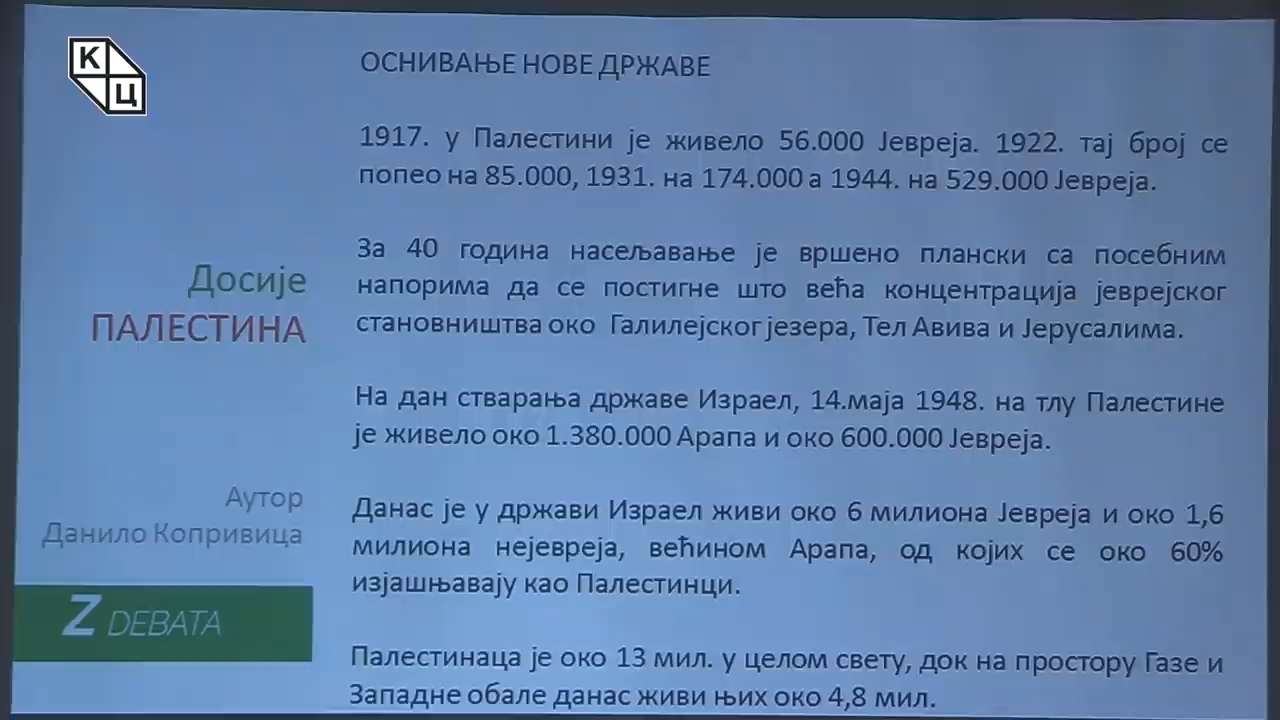 К
Ц
ОСНИВАЊЕ НОВЕ ДРЖАВЕ
1917. у Палестини је живело 56.000 Јевреја. 1922. тај број се
попео на 85.000, 1931. на 174.000 а 1944. на 529.000 Јевреја.
За 40 година насељавање је вршено плански са посебним
напорима да се постигне што већа концентрација јеврејског
становништва око Галилејског језера, Тел Авива и Јерусалима.
На дан стварања државе Израел, 14.маја 1948. на тлу Палестине
је живело око 1.380.000 Арапа и око 600.000 Јевреја.
Данас је у држави Израел живи око 6 милиона Јевреја и око 1,6
милиона нејевреја, већином Арапа, од којих се око 60%
изјашњавају као Палестинци.
Палестинаца је око 13 мил. у целом свету, док на простору Газе и
Западне обале данас живи њих око 4,8 мил.
Досије
ПАЛЕСТИНА
Аутор
Данило Копривица
Z DEBATA